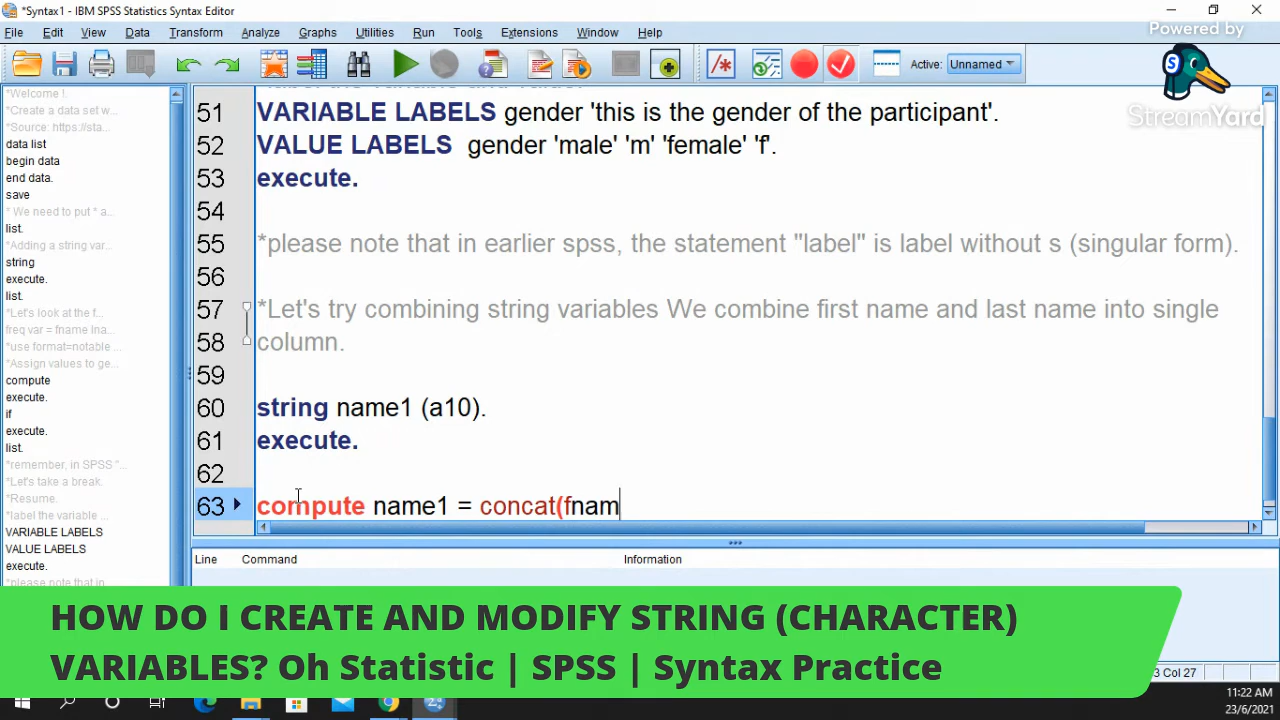 *Syntax1 - IBM SPSS Statistics Syntax Editor
File Edit View Data Transform Analyze Graphs Utilities Run Tools Extensions Window Help
Powered by
StreamYard
Active: Unnamed
*Welcome !.
*Create a data set w...
*Source: https://sta...
data list
begin data
end data.
save
* We need to put * a...
list.
*Adding a string var...
string
execute.
list.
*Let's look at the f...
freq var = fname lna...
*use format=notable ...
*Assign values to ge...
compute
execute.
if
execute.
list.
*remember, in SPSS "...
*Let's take a break.
*Resume.
*label the variable ...
VARIABLE LABELS
VALUE LABELS
execute.
*please note that in...
51 VARIABLE LABELS gender 'this is the gender of the participant'.
52 VALUE LABELS gender 'male' 'm' 'female' 'f'.
53 execute.
54
55 *please note that in earlier spss, the statement "label" is label without s (singular form).
56
57 *Let's try combining string variables We combine first name and last name into single
58 column.
59
60 string name1 (a10).
61 execute.
62
63 compute name1 = concat(fnam
Line Command Information
HOW DO I CREATE AND MODIFY STRING (CHARACTER)
VARIABLES? Oh Statistic | SPSS | Syntax Practice
3 Col 27
11:22 AM
23/6/2021